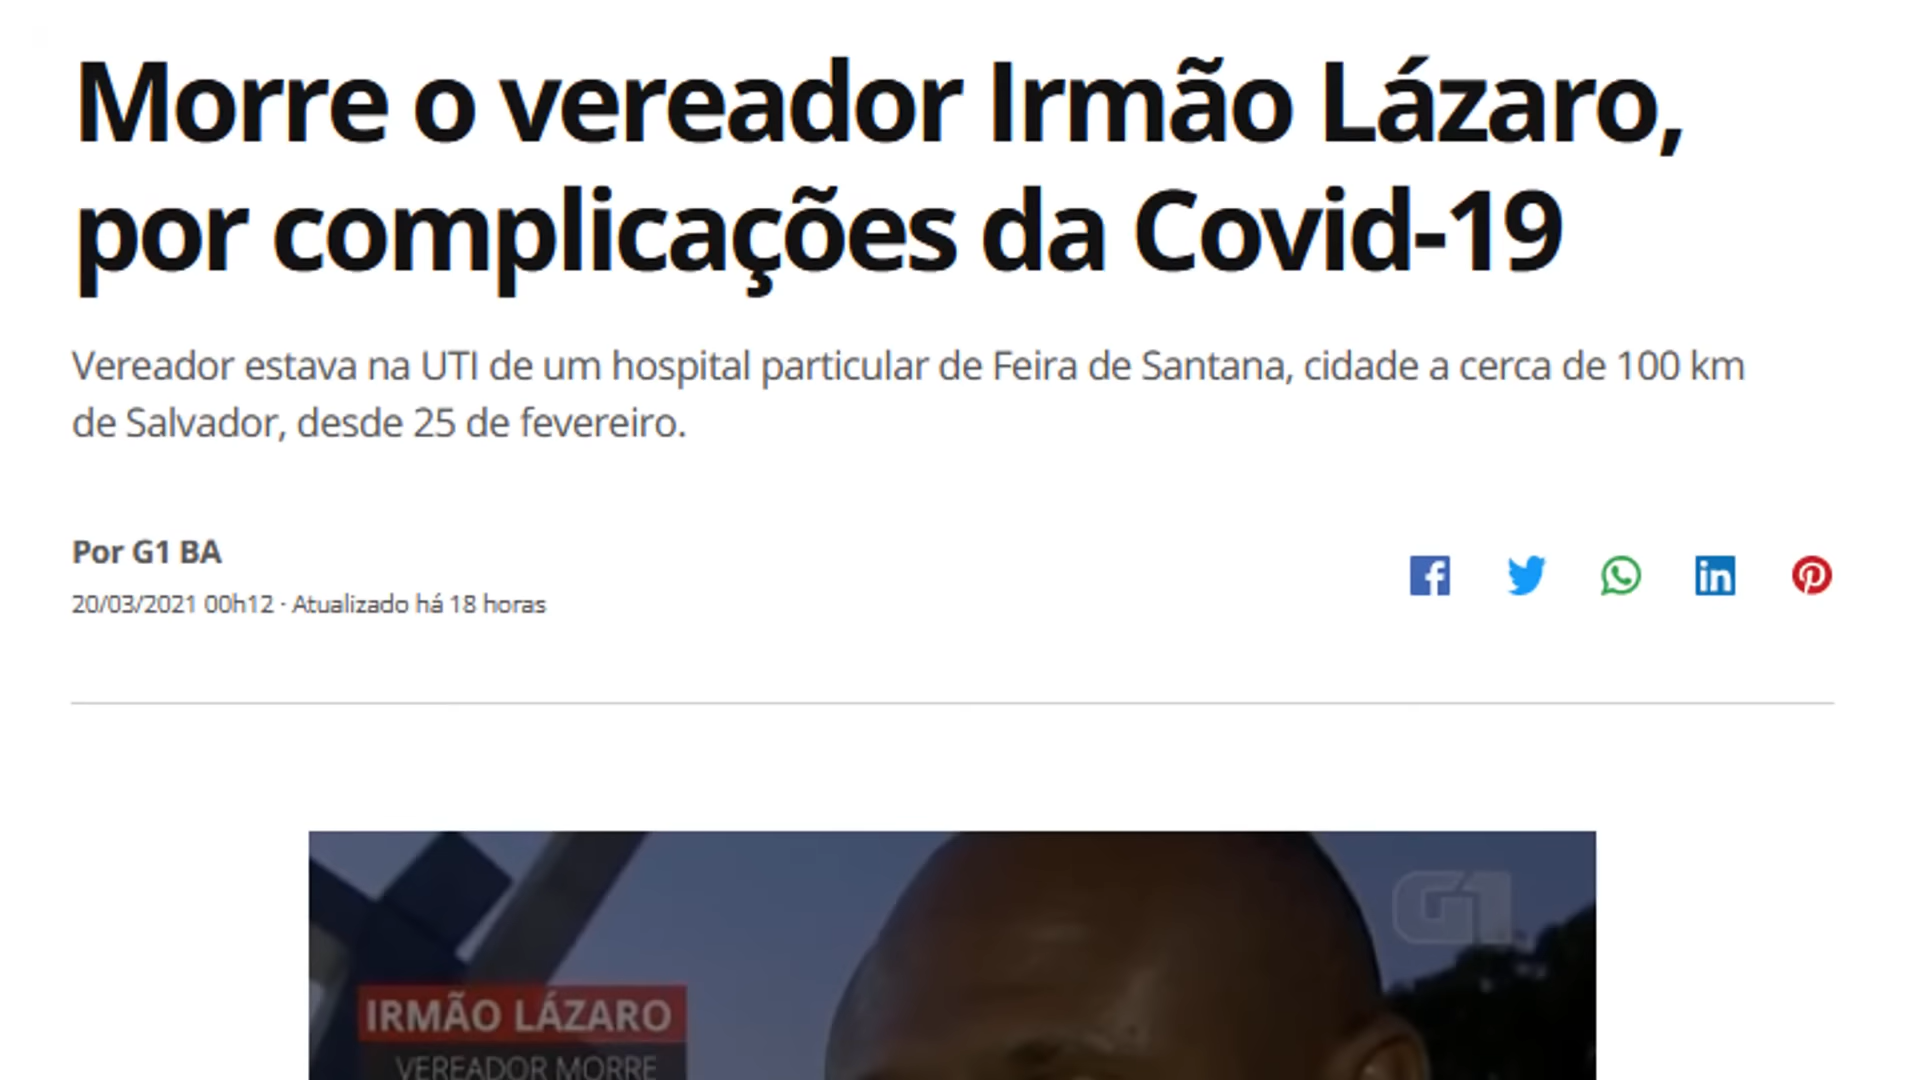 Morre o vereador Irmão Lázaro,
por complicações da Covid-19
Vereador estava na UTI de um hospital particular de Feira de Santana, cidade a cerca de 100 km
de Salvador, desde 25 de fevereiro.
Por G1 BA
20/03/2021 00h12 · Atualizado há 18 horas
G1
IRMÃO LÁZARO
VEREADOR MORRE